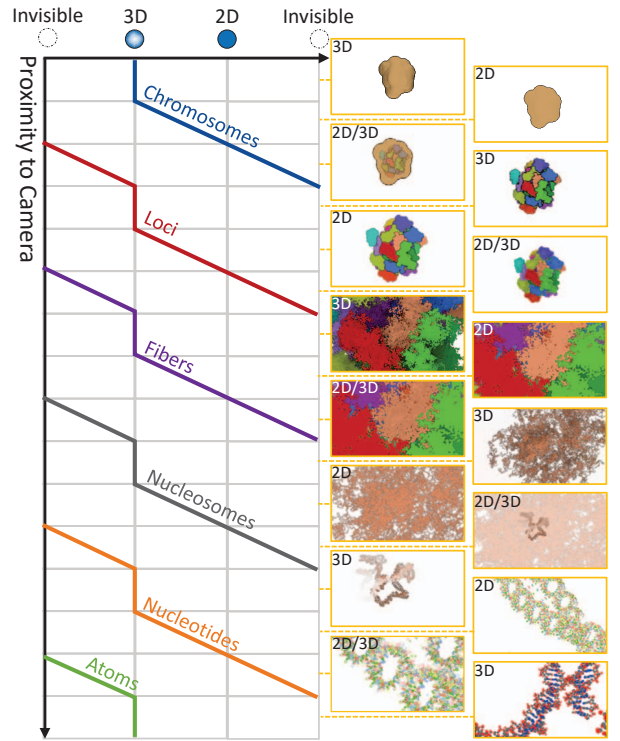 Invisible 3D 2D Invisible
Proximity to Camera
Chromosomes
Loci
Fibers
Nucleosomes
Nucleotides
Atoms
3D
2D
2D/3D
3D
2D
2D/3D
3D
2D
2D/3D
3D
2D
2D/3D
3D
2D
2D/3D
3D